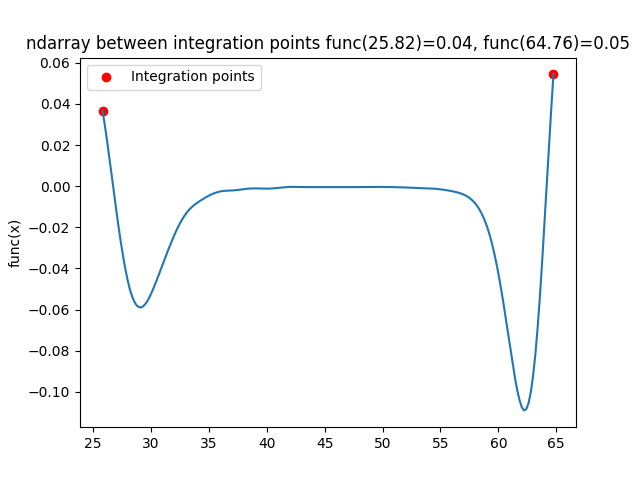 ndarray between integration points func(25.82)=0.04, func(64.76)=0.05
Integration points
0.06
0.04
0.02
0.00
−0.02
−0.04
−0.06
−0.08
−0.10
func(x)
25 30 35 40 45 50 55 60 65